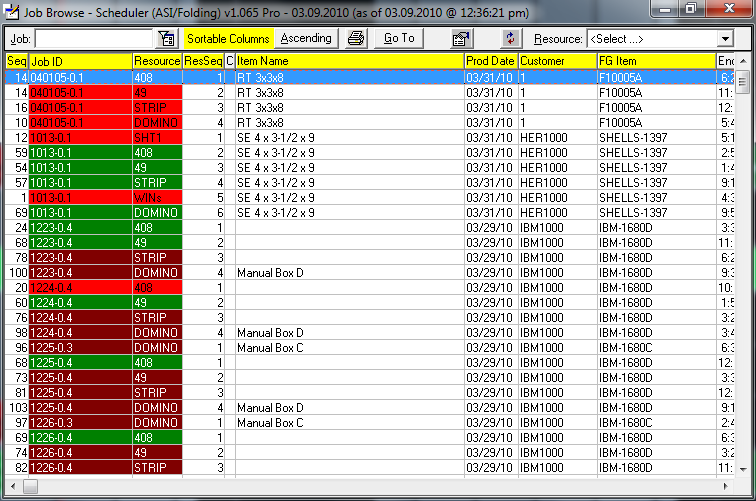 Job Browse - Scheduler (ASI/Folding) v1.065 Pro - 03.09.2010 (as of 03.09.2010 @ 12:36:21 pm)
Job: Sortable Columns Ascending Go To Resource: <Select ...>
Seq Job ID Resource ResSeq C Item Name Prod Date Customer FG Item End
14 040105-0.1 408 1 RT 3x3x8 03/31/10 1 F10005A 6:2
14 040105-0.1 49 2 RT 3x3x8 03/31/10 1 F10005A 11:
16 040105-0.1 STRIP 3 RT 3x3x8 03/31/10 1 F10005A 12:
10 040105-0.1 DOMINO 4 RT 3x3x8 03/31/10 1 F10005A 5:4
12 1013-0.1 SHT1 1 SE 4 x 3-1/2 x 9 03/31/10 HER1000 SHELLS-1397 1:1
59 1013-0.1 408 2 SE 4 x 3-1/2 x 9 03/31/10 HER1000 SHELLS-1397 2:5
54 1013-0.1 49 3 SE 4 x 3-1/2 x 9 03/31/10 HER1000 SHELLS-1397 1:4
57 1013-0.1 STRIP 4 SE 4 x 3-1/2 x 9 03/31/10 HER1000 SHELLS-1397 9:1
1 1013-0.1 WINs 5 SE 4 x 3-1/2 x 9 03/31/10 HER1000 SHELLS-1397 4:3
69 1013-0.1 DOMINO 6 SE 4 x 3-1/2 x 9 03/31/10 HER1000 SHELLS-1397 9:5
24 1223-0.4 408 1 03/29/10 IBM1000 IBM-1680D 3:3
68 1223-0.4 49 2 03/29/10 IBM1000 IBM-1680D 11:
78 1223-0.4 STRIP 3 03/29/10 IBM1000 IBM-1680D 6:2
100 1223-0.4 DOMINO 4 Manual Box D 03/29/10 IBM1000 IBM-1680D 9:3
20 1224-0.4 408 1 03/29/10 IBM1000 IBM-1680D 10:
60 1224-0.4 49 2 03/29/10 IBM1000 IBM-1680D 1:5
76 1224-0.4 STRIP 3 03/29/10 IBM1000 IBM-1680D 3:2
98 1224-0.4 DOMINO 4 Manual Box D 03/29/10 IBM1000 IBM-1680D 3:4
96 1225-0.3 DOMINO 1 Manual Box C 03/29/10 IBM1000 IBM-1680C 6:3
68 1225-0.4 408 1 03/29/10 IBM1000 IBM-1680D 12:
73 1225-0.4 49 2 03/29/10 IBM1000 IBM-1680D 3:3
81 1225-0.4 STRIP 3 03/29/10 IBM1000 IBM-1680D 12:
103 1225-0.4 DOMINO 4 Manual Box D 03/29/10 IBM1000 IBM-1680D 9:1
97 1226-0.3 DOMINO 1 Manual Box C 03/29/10 IBM1000 IBM-1680C 2:4
69 1226-0.4 408 1 03/29/10 IBM1000 IBM-1680D 3:1
74 1226-0.4 49 2 03/29/10 IBM1000 IBM-1680D 3:2
82 1226-0.4 STRIP 3 03/29/10 IBM1000 IBM-1680D 11: